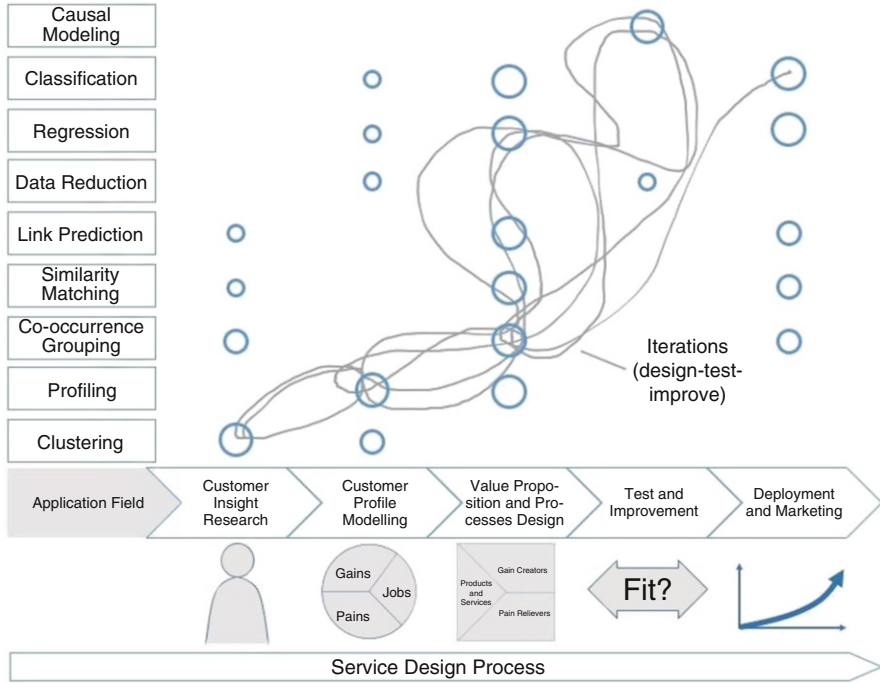 Causal
Modeling
Classification
Regression
Data Reduction
Link Prediction
Similarity
Matching
Co-occurrence
Grouping
Profiling
Clustering
Iterations
(design-test-
improve)
Application Field
Customer
Insight
Research
Customer
Profile
Modelling
Value Propo-
sition and Pro-
cesses Design
Test and
Improvement
Deployment
and Marketing
Gains
Jobs
Pains
Products
and
Services
Gain Creators
Pain Relievers
Fit?
Service Design Process